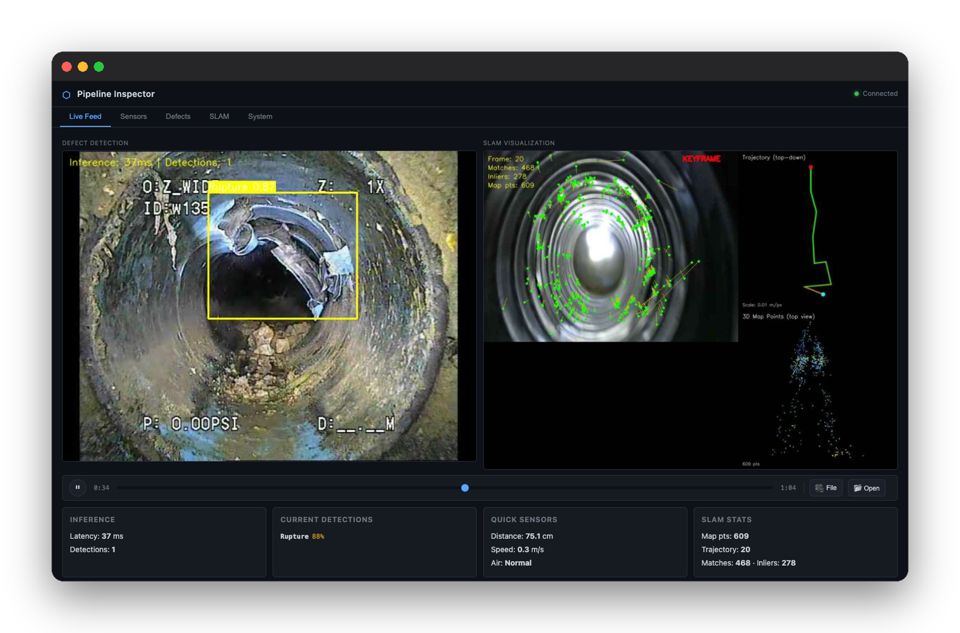 Pipeline Inspector
Connected
Live Feed Sensors Defects SLAM System
DEFECT DETECTION
Inference: 37ms | Detections: 1
O:Z_WID
Rupture
Z: 1X
ID:w135
P: 0.00PSI
D:__.__M
SLAM VISUALIZATION
Frame: 20
Matches: 468
Inliers: 278
Map pts: 609
KEYFRAME
Trajectory (top-down)
Scale: 0.01 m/px
3D Map Points (top view)
609 pts
0:34
1:04
File
Open
INFERENCE
Latency: 37 ms
Detections: 1
CURRENT DETECTIONS
Rupture 88%
QUICK SENSORS
Distance: 75.1 cm
Speed: 0.3 m/s
Air: Normal
SLAM STATS
Map pts: 609
Trajectory: 20
Matches: 468 · Inliers: 278